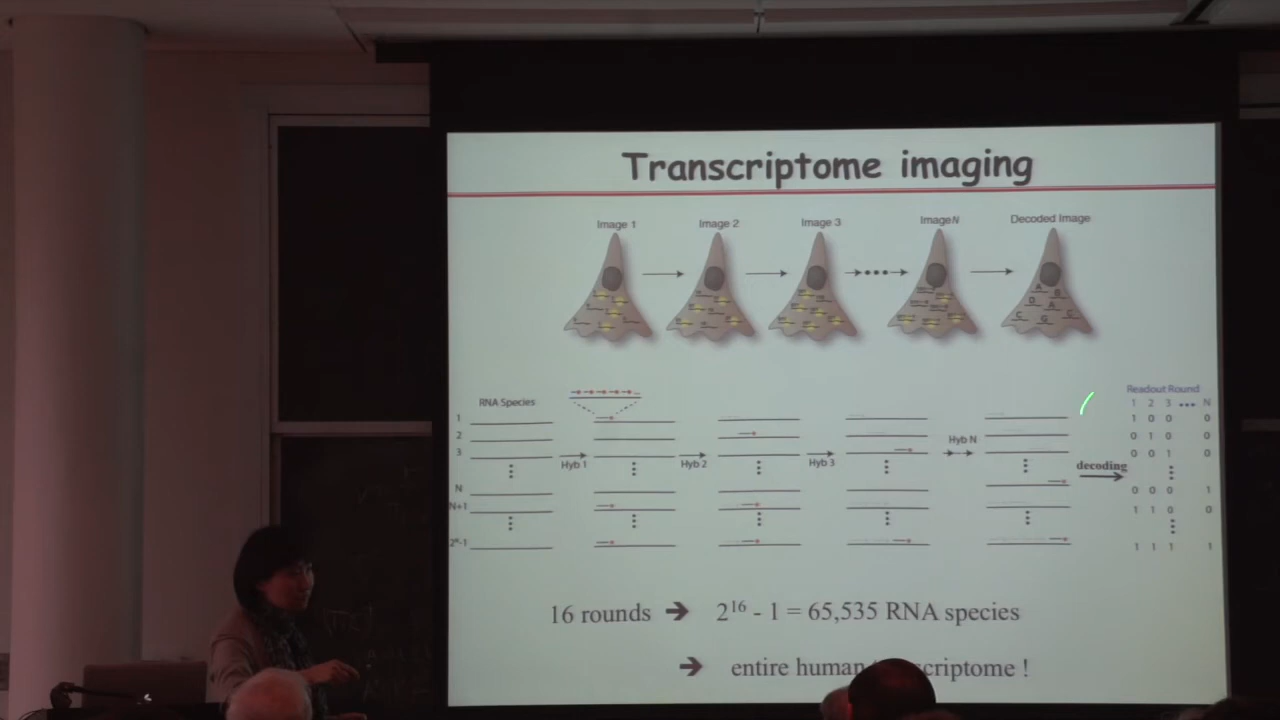 Transcriptome imaging
Image 1 Image 2 Image 3 Image N Decoded Image
A
B
D
A
C
G
C
RNA Species
Readout Round
1 2 3 ••• N
1 1 0 0 0
2 0 1 0 0
3 0 0 1 0
Hyb 1 Hyb 2 Hyb 3 Hyb N
decoding
N 0 0 0 1
N+1 1 1 0 0
2ᴺ-1 1 1 1 1
16 rounds ➔ 2¹⁶ - 1 = 65,535 RNA species
➔ entire human !